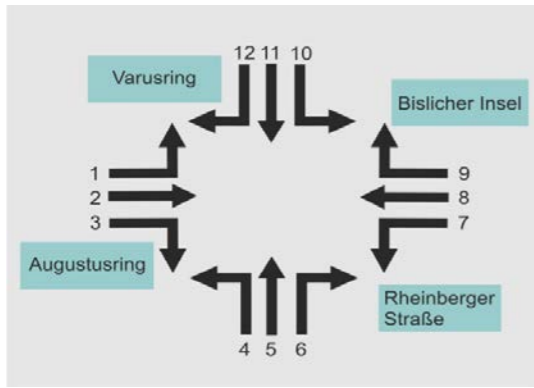 12 11 10
Varusring
Bislicher Insel
1
9
2
8
3
7
Augustusring
Rheinberger
Straße
4 5 6